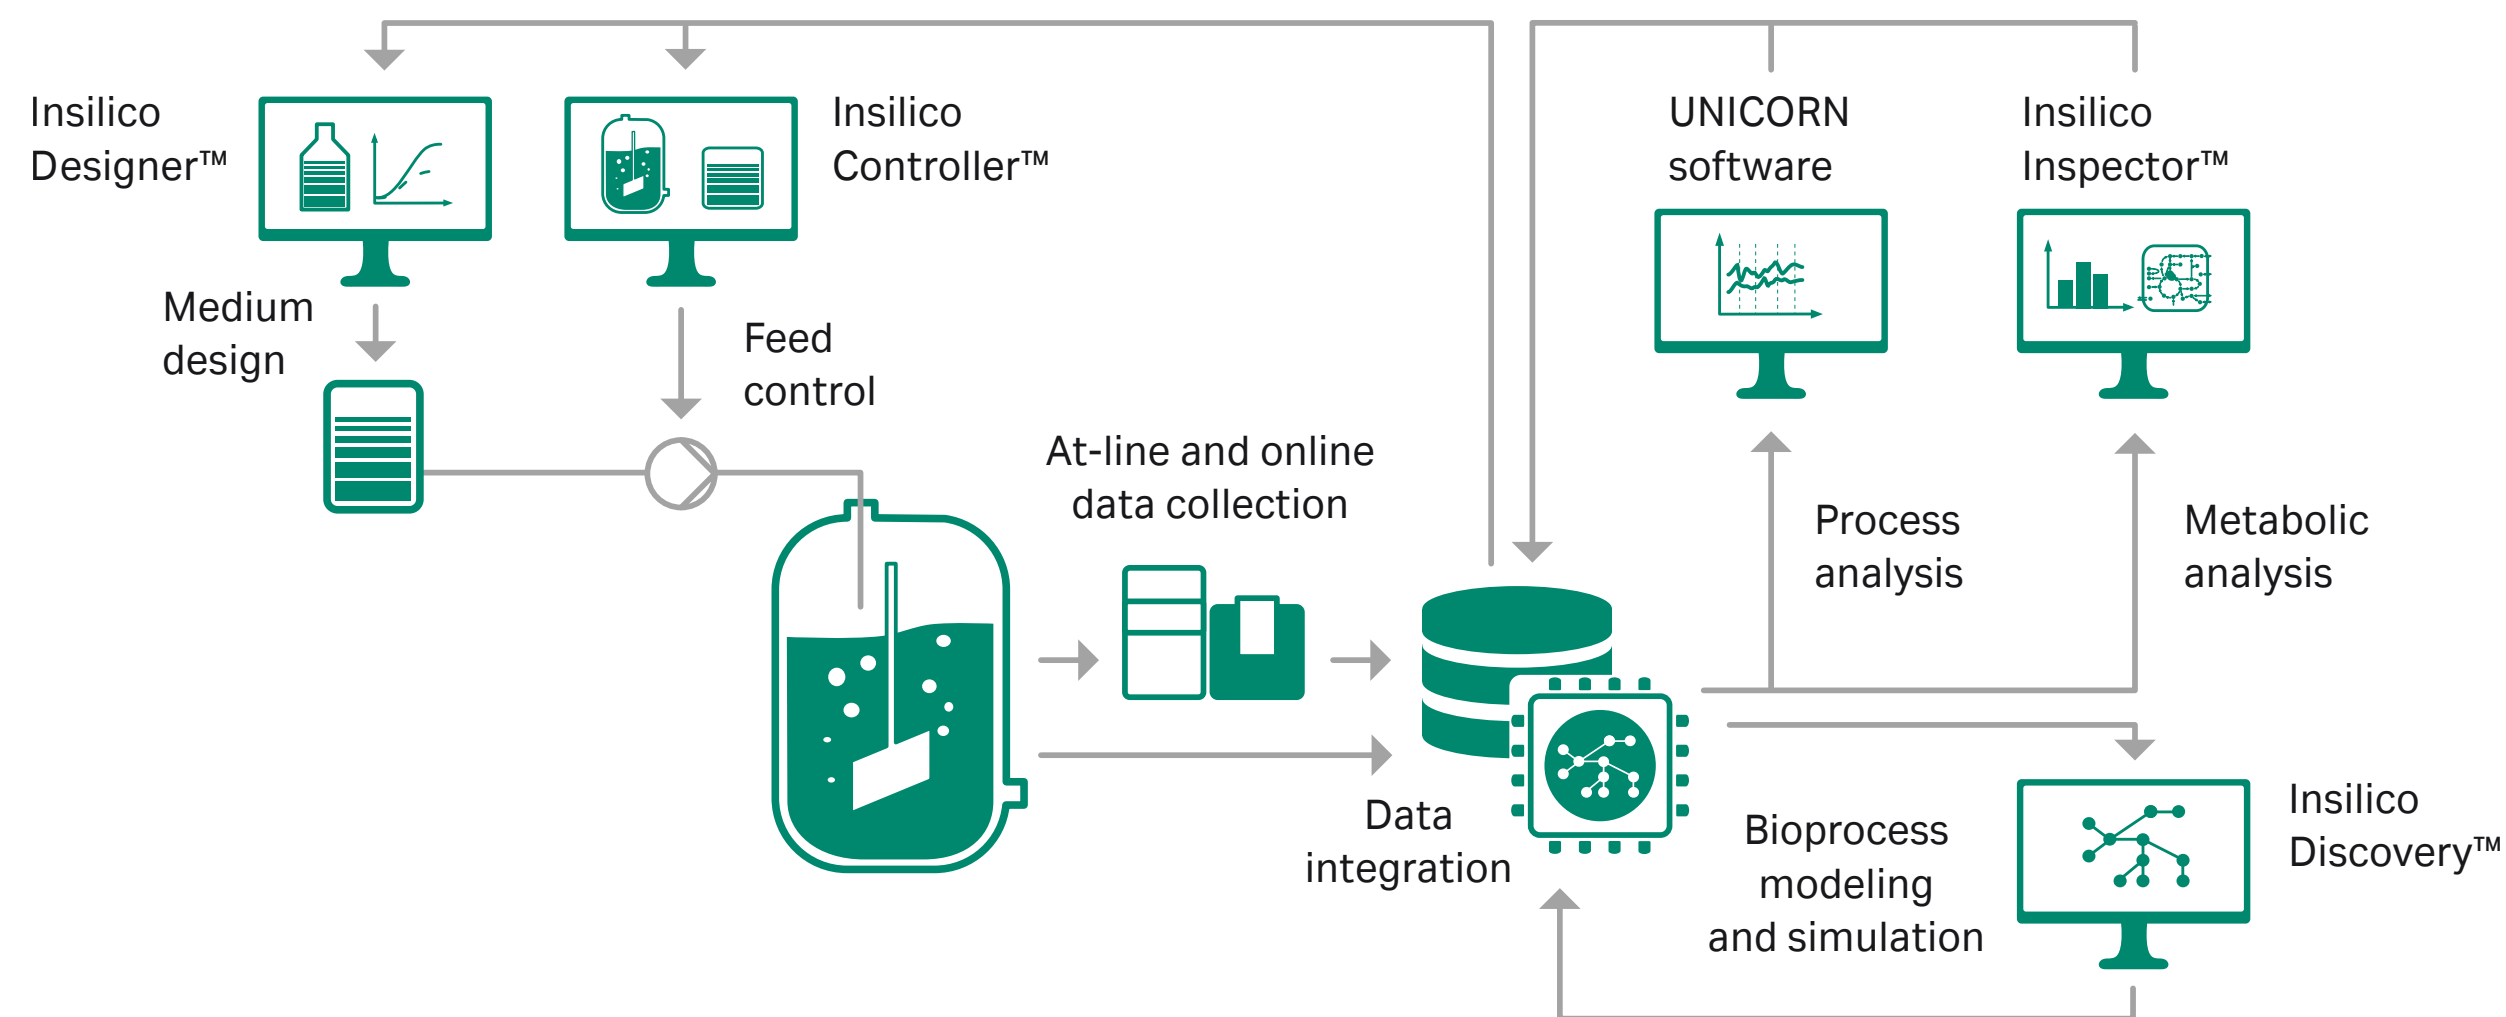 Insilico
Designer™
Insilico
Controller™
UNICORN
software
Insilico
Inspector™
Medium
design
Feed
control
At-line and online
data collection
Process
analysis
Metabolic
analysis
Data
integration
Bioprocess
modeling
and simulation
Insilico
Discovery™